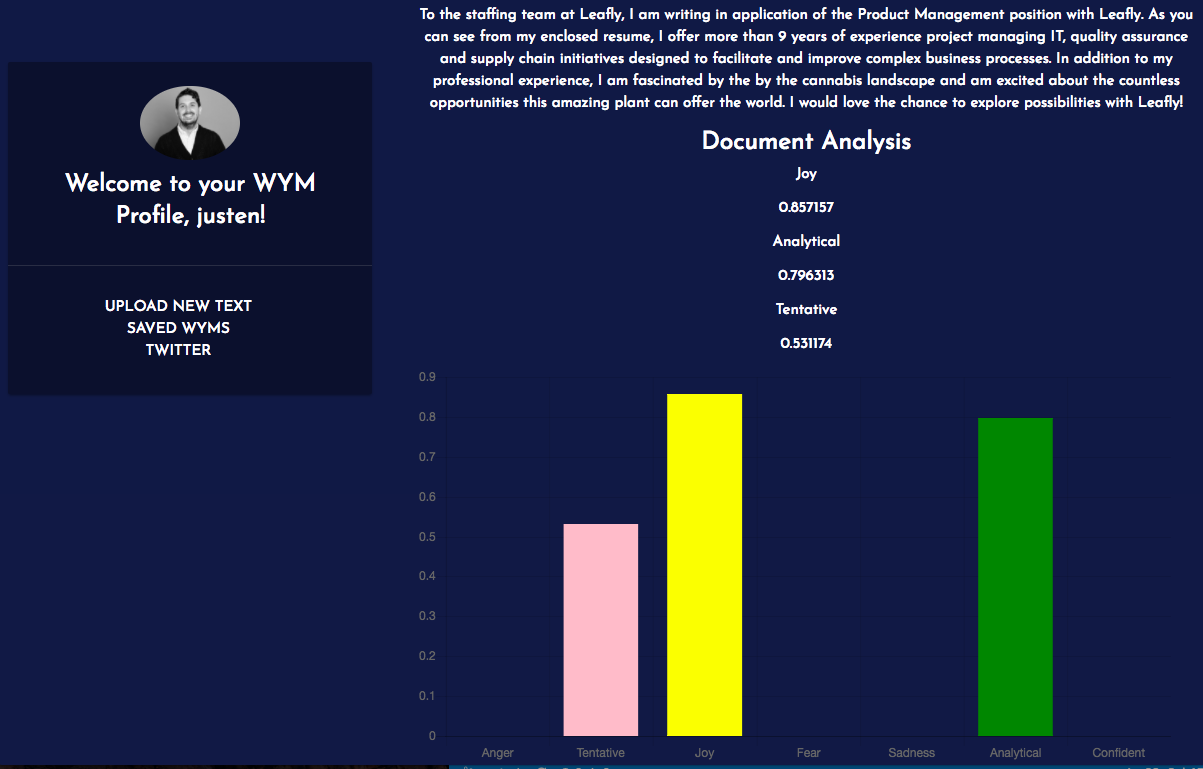 To the staffing team at Leafly, I am writing in application of the Product Management position with Leafly. As you
can see from my enclosed resume, I offer more than 9 years of experience project managing IT, quality assurance
and supply chain initiatives designed to facilitate and improve complex business processes. In addition to my
professional experience, I am fascinated by the by the cannabis landscape and am excited about the countless
opportunities this amazing plant can offer the world. I would love the chance to explore possibilities with Leafly!
Welcome to your WYM
Profile, justen!
UPLOAD NEW TEXT
SAVED WYMS
TWITTER
Document Analysis
Joy
0.857157
Analytical
0.796313
Tentative
0.531174
0.9
0.8
0.7
0.6
0.5
0.4
0.3
0.2
0.1
0
Anger Tentative Joy Fear Sadness Analytical Confident